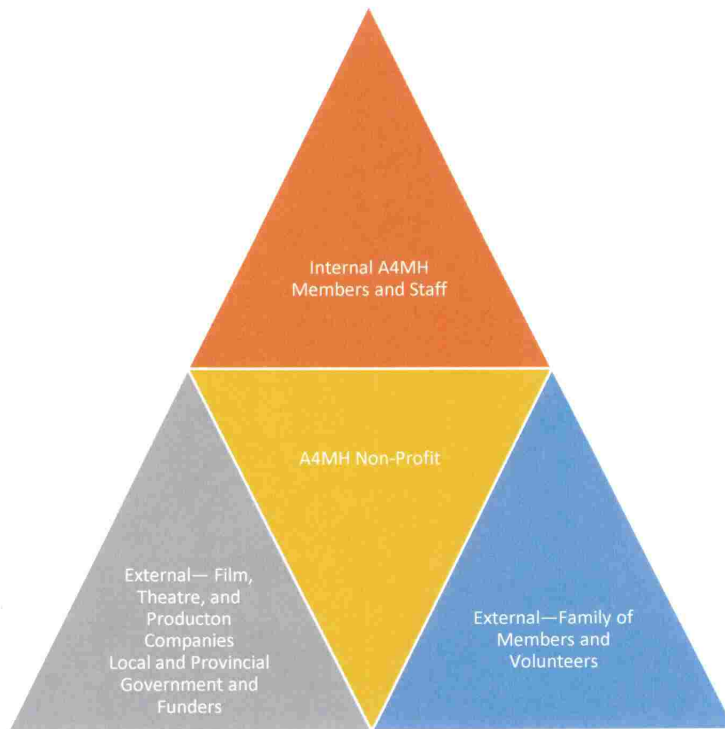 Internal A4MH
Members and Staff
A4MH Non-Profit
External— Film,
Theatre, and
Producton
Companies
Local and Provincial
Government and
Funders
External—Family of
Members and
Volunteers